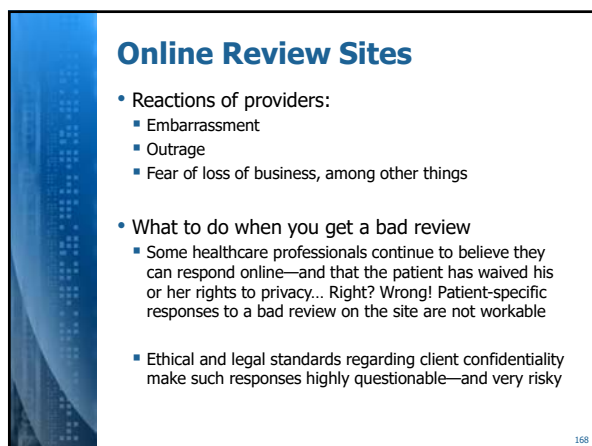 Online Review Sites
• Reactions of providers:
▪ Embarrassment
▪ Outrage
▪ Fear of loss of business, among other things
• What to do when you get a bad review
▪ Some healthcare professionals continue to believe they
can respond online—and that the patient has waived his
or her rights to privacy… Right? Wrong! Patient-specific
responses to a bad review on the site are not workable
▪ Ethical and legal standards regarding client confidentiality
make such responses highly questionable—and very risky
168